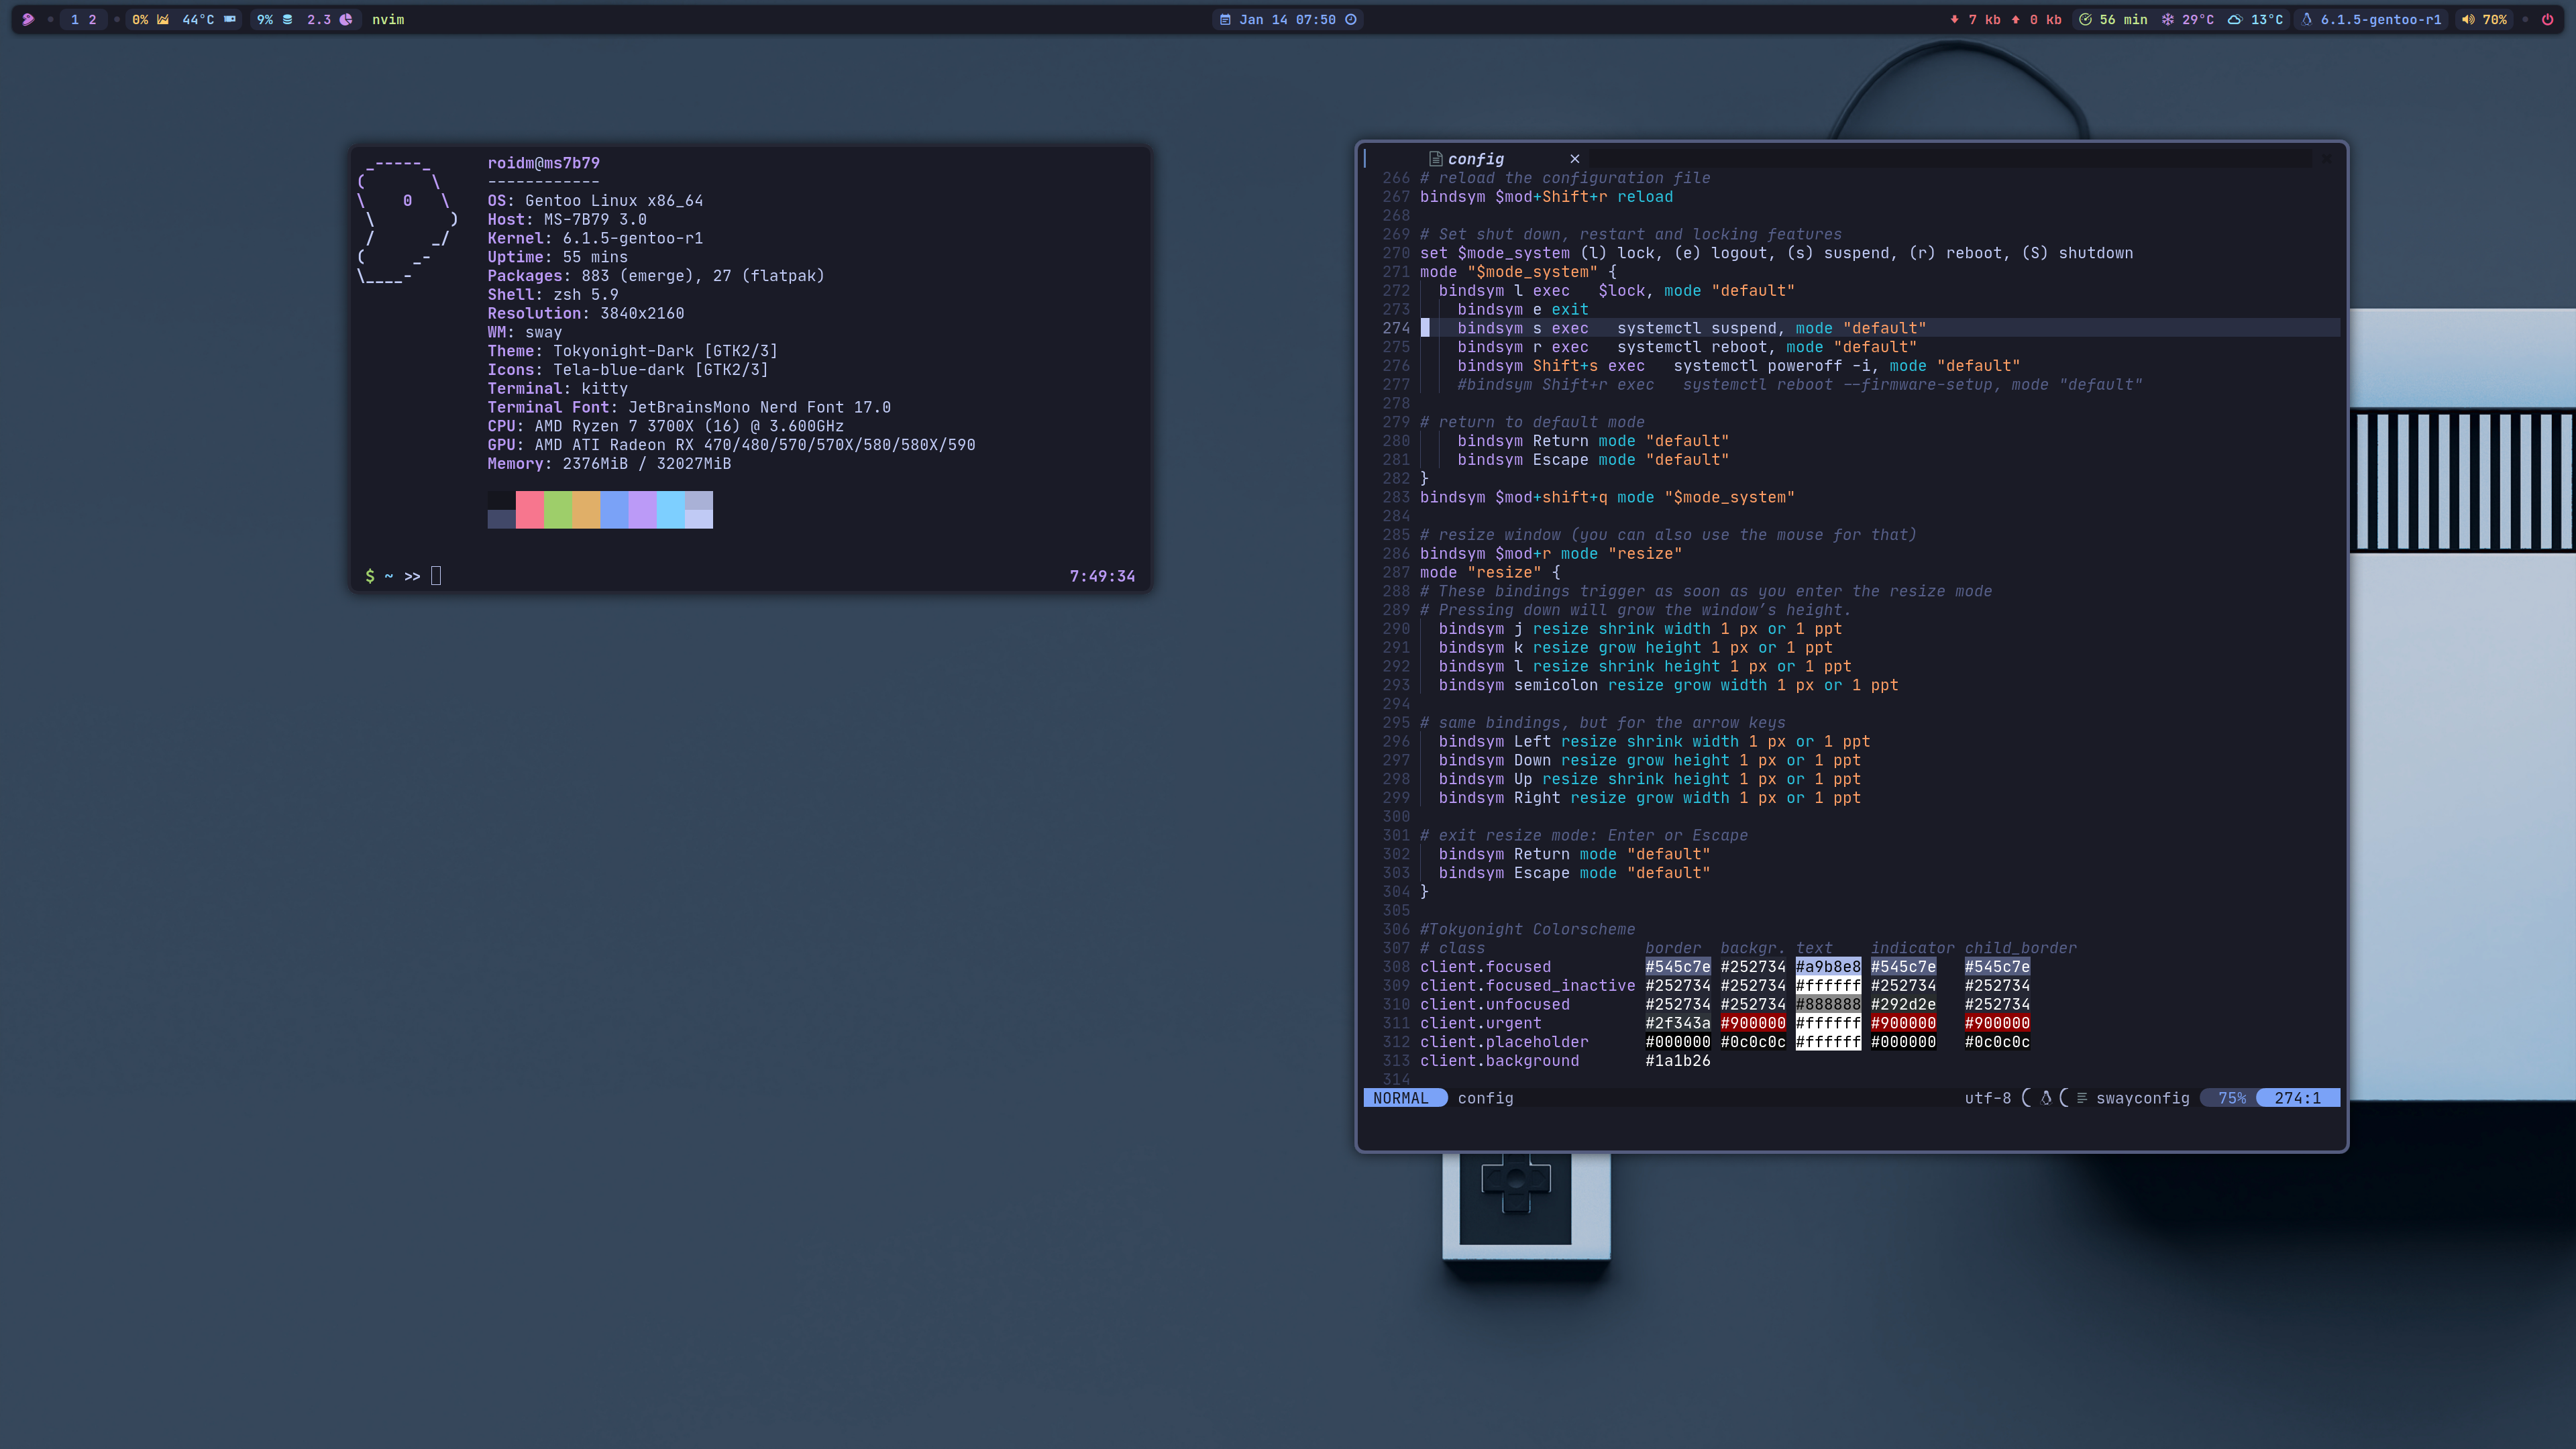 1 2 0% 44°C 9% 2.3 nvim
Jan 14 07:50
7 kb 0 kb 56 min 29°C 13°C 6.1.5-gentoo-r1 70%
_-----_
(       \
\    0   \
\        )
/      _/
(     _-
\____-
roidm@ms7b79
------------
OS: Gentoo Linux x86_64
Host: MS-7B79 3.0
Kernel: 6.1.5-gentoo-r1
Uptime: 55 mins
Packages: 883 (emerge), 27 (flatpak)
Shell: zsh 5.9
Resolution: 3840x2160
WM: sway
Theme: Tokyonight-Dark [GTK2/3]
Icons: Tela-blue-dark [GTK2/3]
Terminal: kitty
Terminal Font: JetBrainsMono Nerd Font 17.0
CPU: AMD Ryzen 7 3700X (16) @ 3.600GHz
GPU: AMD ATI Radeon RX 470/480/570/570X/580/580X/590
Memory: 2376MiB / 32027MiB
$ ~ >> 7:49:34
config ×
266 # reload the configuration file
267 bindsym $mod+Shift+r reload
268
269 # Set shut down, restart and locking features
270 set $mode_system (l) lock, (e) logout, (s) suspend, (r) reboot, (S) shutdown
271 mode "$mode_system" {
272   bindsym l exec   $lock, mode "default"
273     bindsym e exit
274     bindsym s exec   systemctl suspend, mode "default"
275     bindsym r exec   systemctl reboot, mode "default"
276     bindsym Shift+s exec   systemctl poweroff -i, mode "default"
277     #bindsym Shift+r exec   systemctl reboot --firmware-setup, mode "default"
278
279 # return to default mode
280     bindsym Return mode "default"
281     bindsym Escape mode "default"
282 }
283 bindsym $mod+shift+q mode "$mode_system"
284
285 # resize window (you can also use the mouse for that)
286 bindsym $mod+r mode "resize"
287 mode "resize" {
288 # These bindings trigger as soon as you enter the resize mode
289 # Pressing down will grow the window’s height.
290   bindsym j resize shrink width 1 px or 1 ppt
291   bindsym k resize grow height 1 px or 1 ppt
292   bindsym l resize shrink height 1 px or 1 ppt
293   bindsym semicolon resize grow width 1 px or 1 ppt
294
295 # same bindings, but for the arrow keys
296   bindsym Left resize shrink width 1 px or 1 ppt
297   bindsym Down resize grow height 1 px or 1 ppt
298   bindsym Up resize shrink height 1 px or 1 ppt
299   bindsym Right resize grow width 1 px or 1 ppt
300
301 # exit resize mode: Enter or Escape
302   bindsym Return mode "default"
303   bindsym Escape mode "default"
304 }
305
306 #Tokyonight Colorscheme
307 # class                 border  backgr. text    indicator child_border
308 client.focused          #545c7e #252734 #a9b8e8 #545c7e   #545c7e
309 client.focused_inactive #252734 #252734 #ffffff #252734   #252734
310 client.unfocused        #252734 #252734 #888888 #292d2e   #252734
311 client.urgent           #2f343a #900000 #ffffff #900000   #900000
312 client.placeholder      #000000 #0c0c0c #ffffff #000000   #0c0c0c
313 client.background       #1a1b26
314
NORMAL config utf-8 swayconfig 75% 274:1